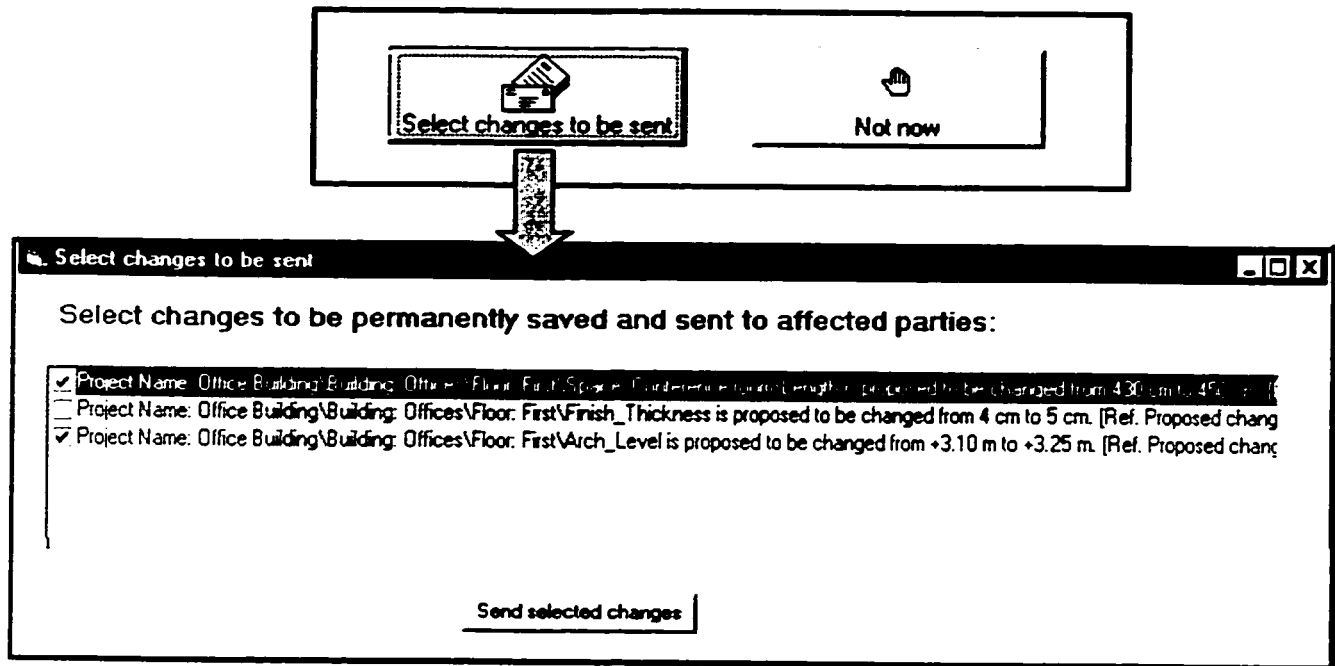 Select changes to be sent
Not now
Select changes to be sent
Select changes to be permanently saved and sent to affected parties:
Project Name: Office Building\Building: Offices\Floor: First\Space: Conference room\Length is proposed to be changed from 430 cm to 450
Project Name: Office Building\Building: Offices\Floor: First\Finish_Thickness is proposed to be changed from 4 cm to 5 cm. [Ref. Proposed chang
Project Name: Office Building\Building: Offices\Floor: First\Arch_Level is proposed to be changed from +3.10 m to +3.25 m. [Ref. Proposed chang
Send selected changes